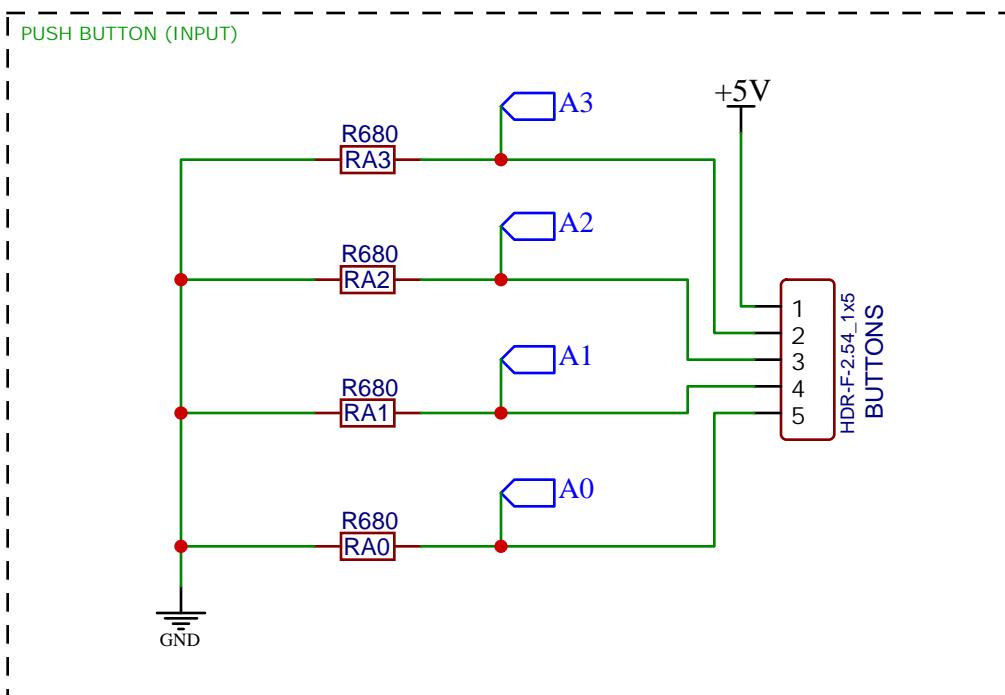 PUSH BUTTON (INPUT)
A3
+5V
R680
RA3
A2
R680
RA2
1
2
3
4
5
HDR-F-2.54_1x5
BUTTONS
A1
R680
RA1
A0
R680
RA0
GND